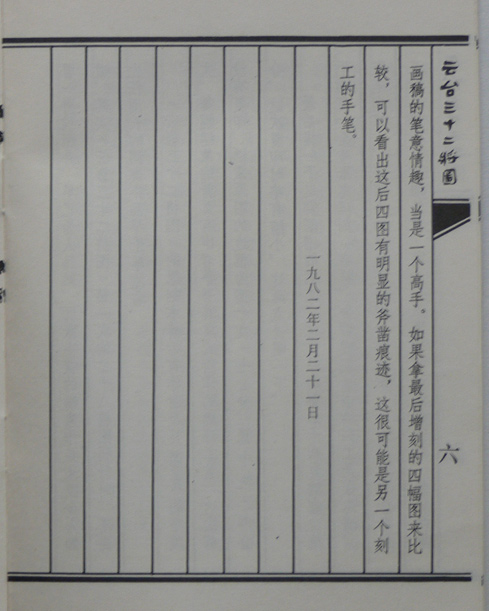 云台三十二将图
六
画稿的笔意情趣，当是一个高手。如果拿最后增刻的四幅图来比
较，可以看出这后四图有明显的斧凿痕迹，这很可能是另一个刻
工的手笔。
一九八二年二月二十一日